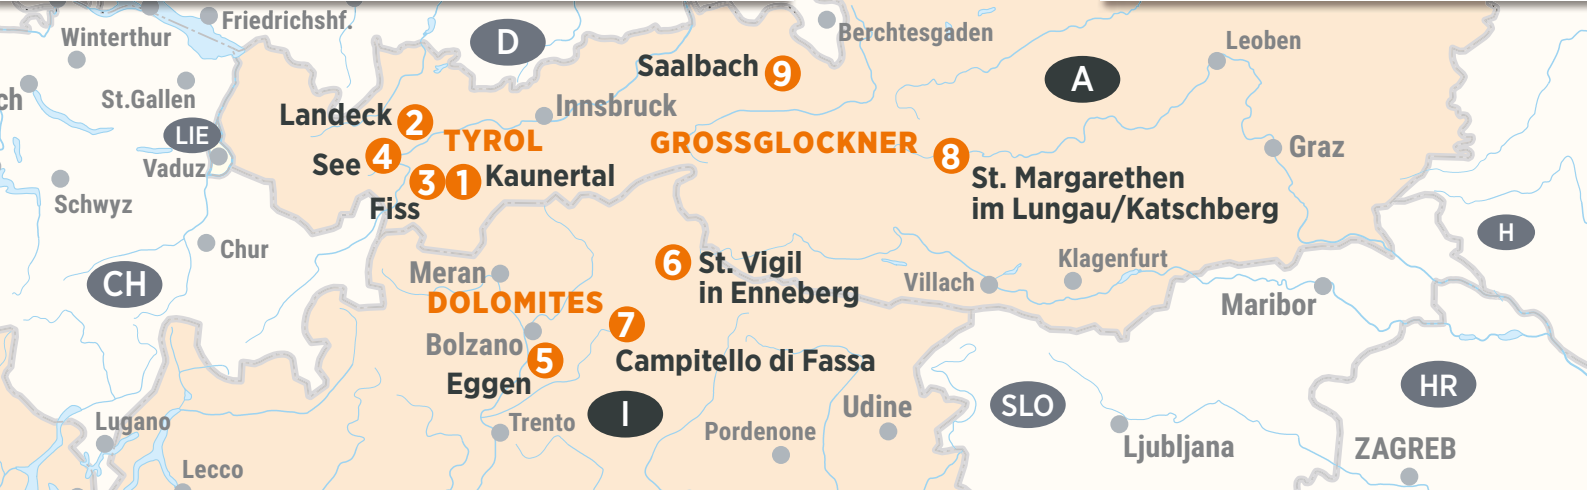 Friedrichshf.
Winterthur
D
Berchtesgaden
Leoben
Saalbach 9
A
ch
St.Gallen
Landeck 2
Innsbruck
LIE
TYROL
GROSSGLOCKNER
8
Graz
Vaduz
See 4
3 1 Kaunertal
St. Margarethen
im Lungau/Katschberg
Schwyz
Fiss
H
Chur
6 St. Vigil
in Enneberg
Klagenfurt
Meran
Villach
CH
DOLOMITES
Maribor
7
Bolzano
5
Campitello di Fassa
Eggen
HR
I
SLO
Udine
Lugano
Trento
Pordenone
Ljubljana
ZAGREB
Lecco